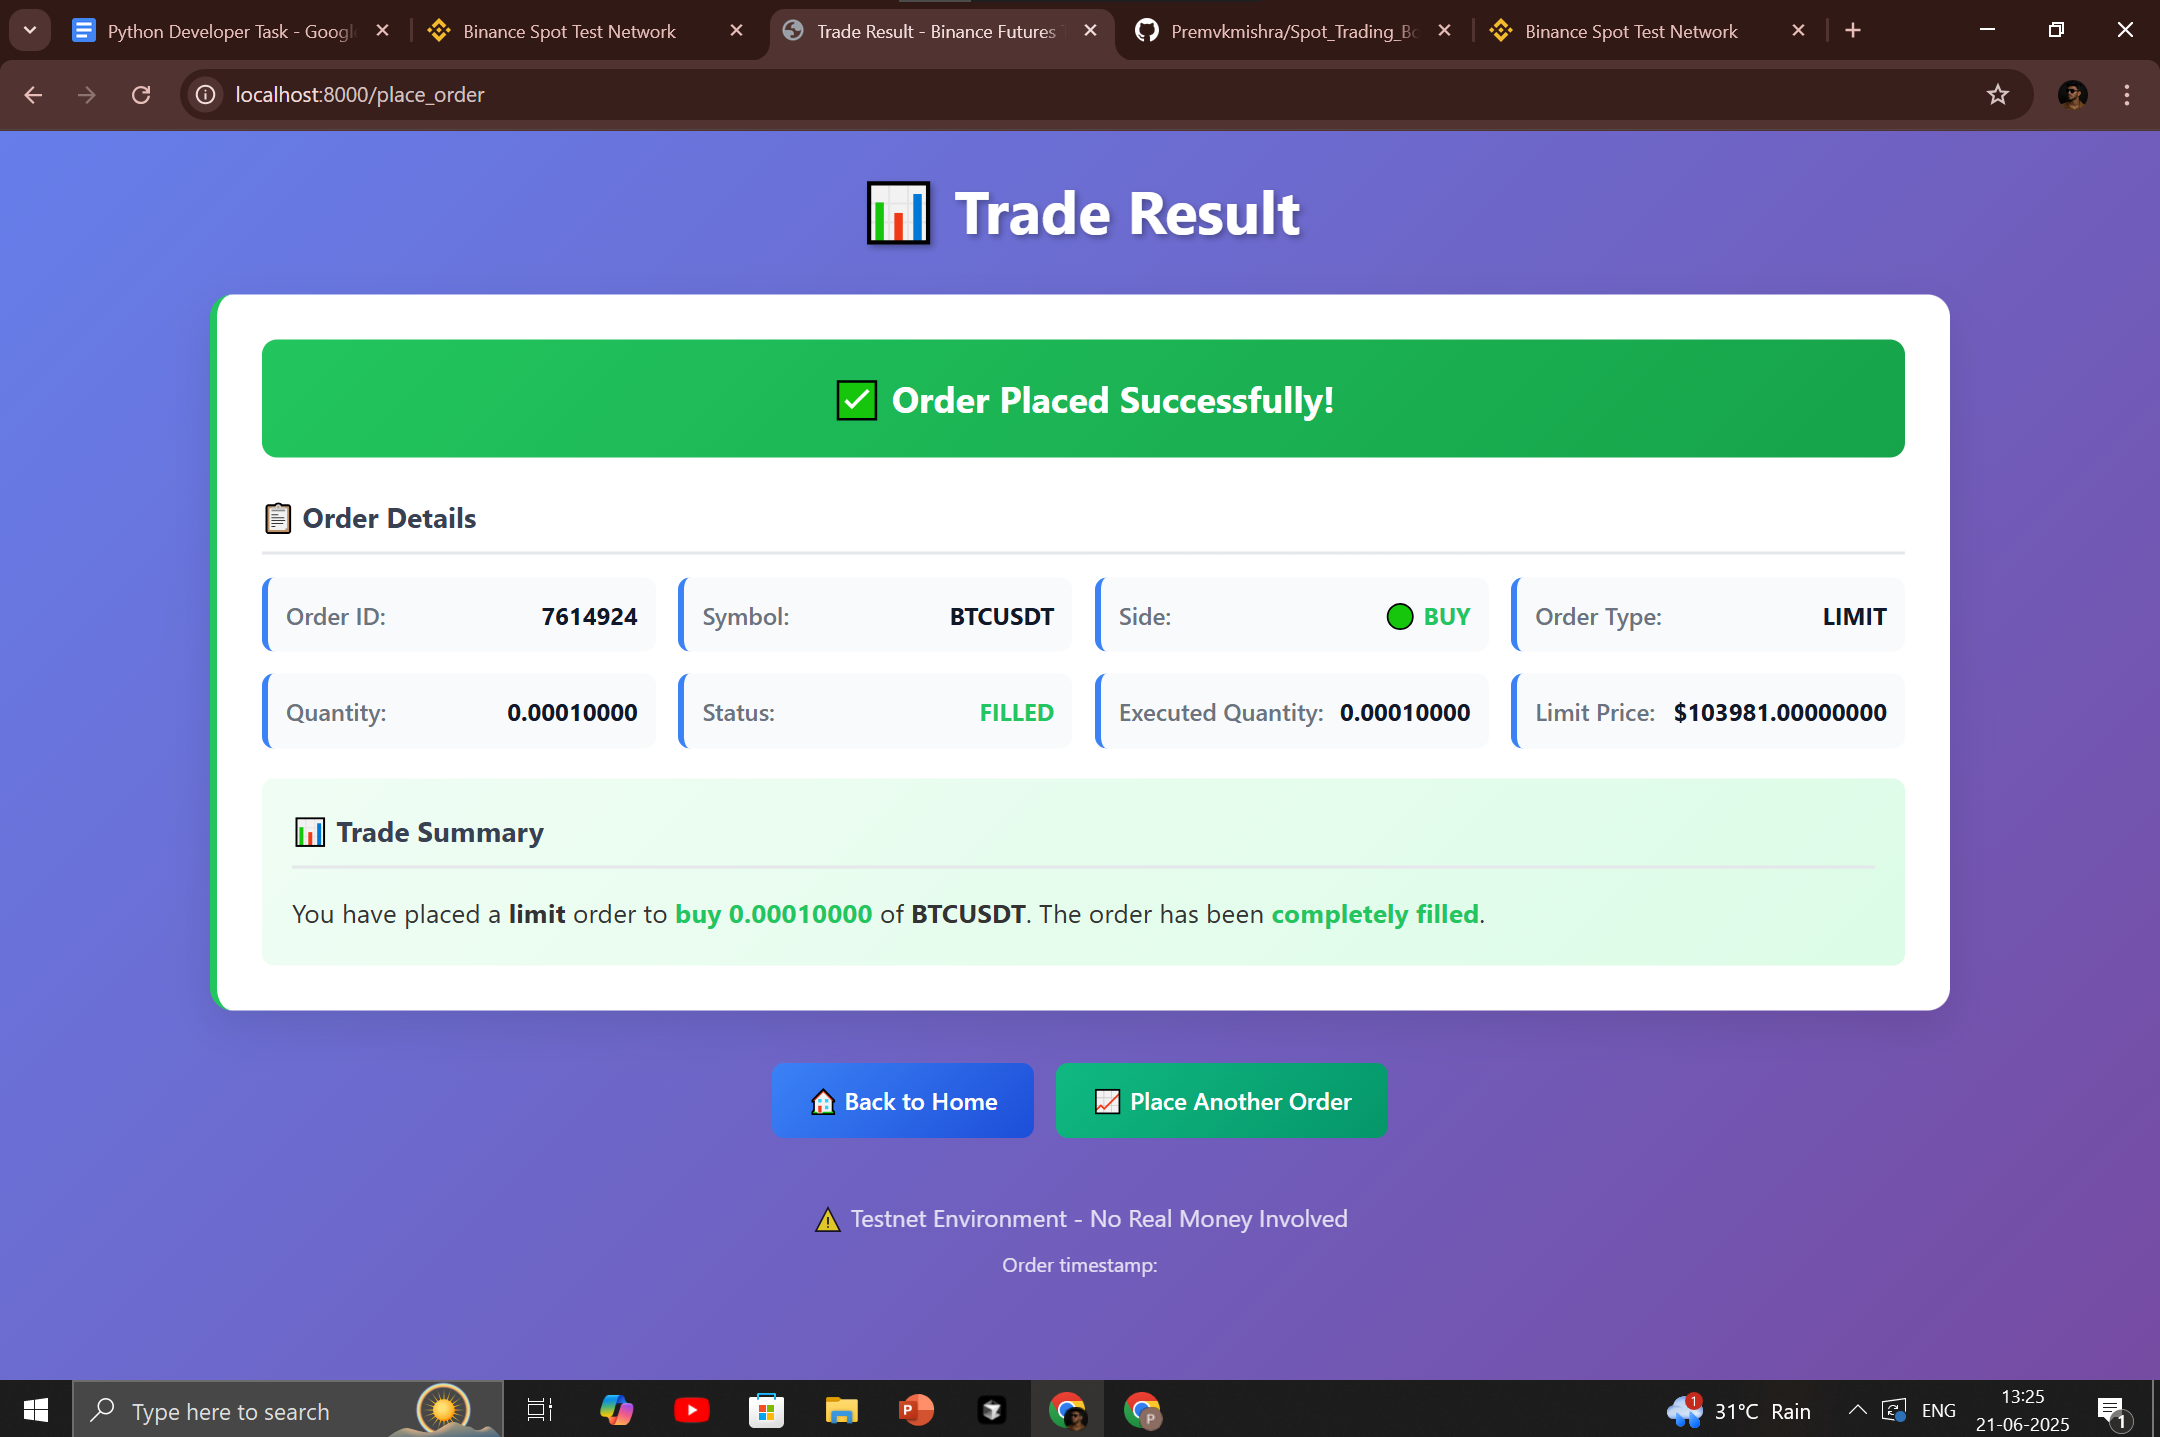 Python Developer Task - Googl
Binance Spot Test Network
Trade Result - Binance Futures
Premvkmishra/Spot_Trading_Bo
Binance Spot Test Network
localhost:8000/place_order
Trade Result
Order Placed Successfully!
Order Details
Order ID: 7614924
Symbol: BTCUSDT
Side: BUY
Order Type: LIMIT
Quantity: 0.00010000
Status: FILLED
Executed Quantity: 0.00010000
Limit Price: $103981.00000000
Trade Summary
You have placed a limit order to buy 0.00010000 of BTCUSDT. The order has been completely filled.
Back to Home
Place Another Order
Testnet Environment - No Real Money Involved
Order timestamp:
Type here to search
P
P
1
31°C Rain
ENG
13:25
21-06-2025
1